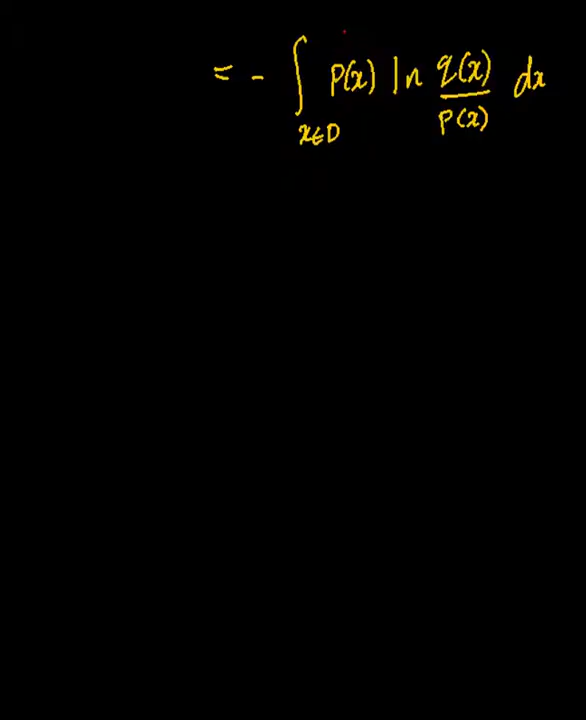 = - ∫_{x∈D} p(x) ln q(x)/p(x) dx